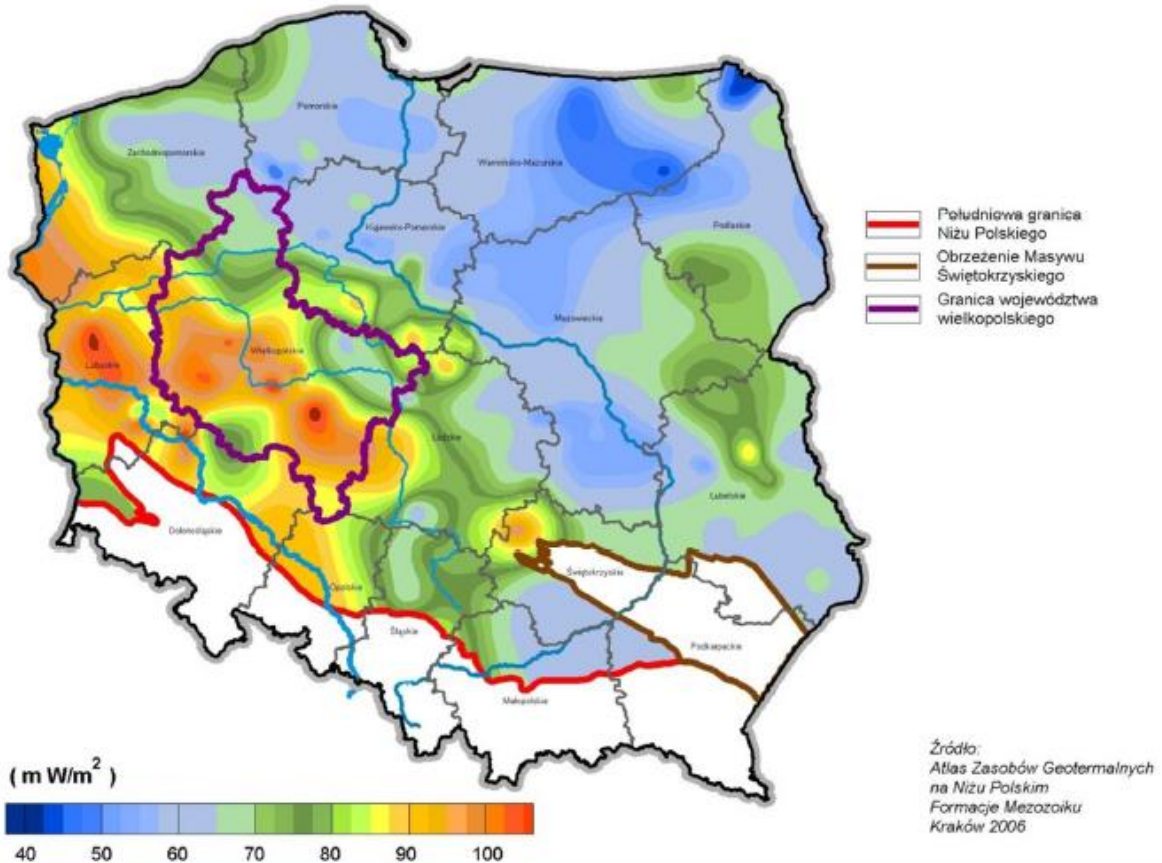 Pomorskie
Zachodniopomorskie
Warmińsko-Mazurskie
Kujawsko-Pomorskie
Podlaskie
Mazowieckie
Wielkopolskie
Lubuskie
Łódzkie
Lubelskie
Dolnośląskie
Świętokrzyskie
Opolskie
Śląskie
Podkarpackie
Małopolskie
Południowa granica
Niżu Polskiego
Obrzeżenie Masywu
Świętokrzyskiego
Granica województwa
wielkopolskiego
( m W/m² )
40 50 60 70 80 90 100
Źródło:
Atlas Zasobów Geotermalnych
na Niżu Polskim
Formacje Mezozoiku
Kraków 2006